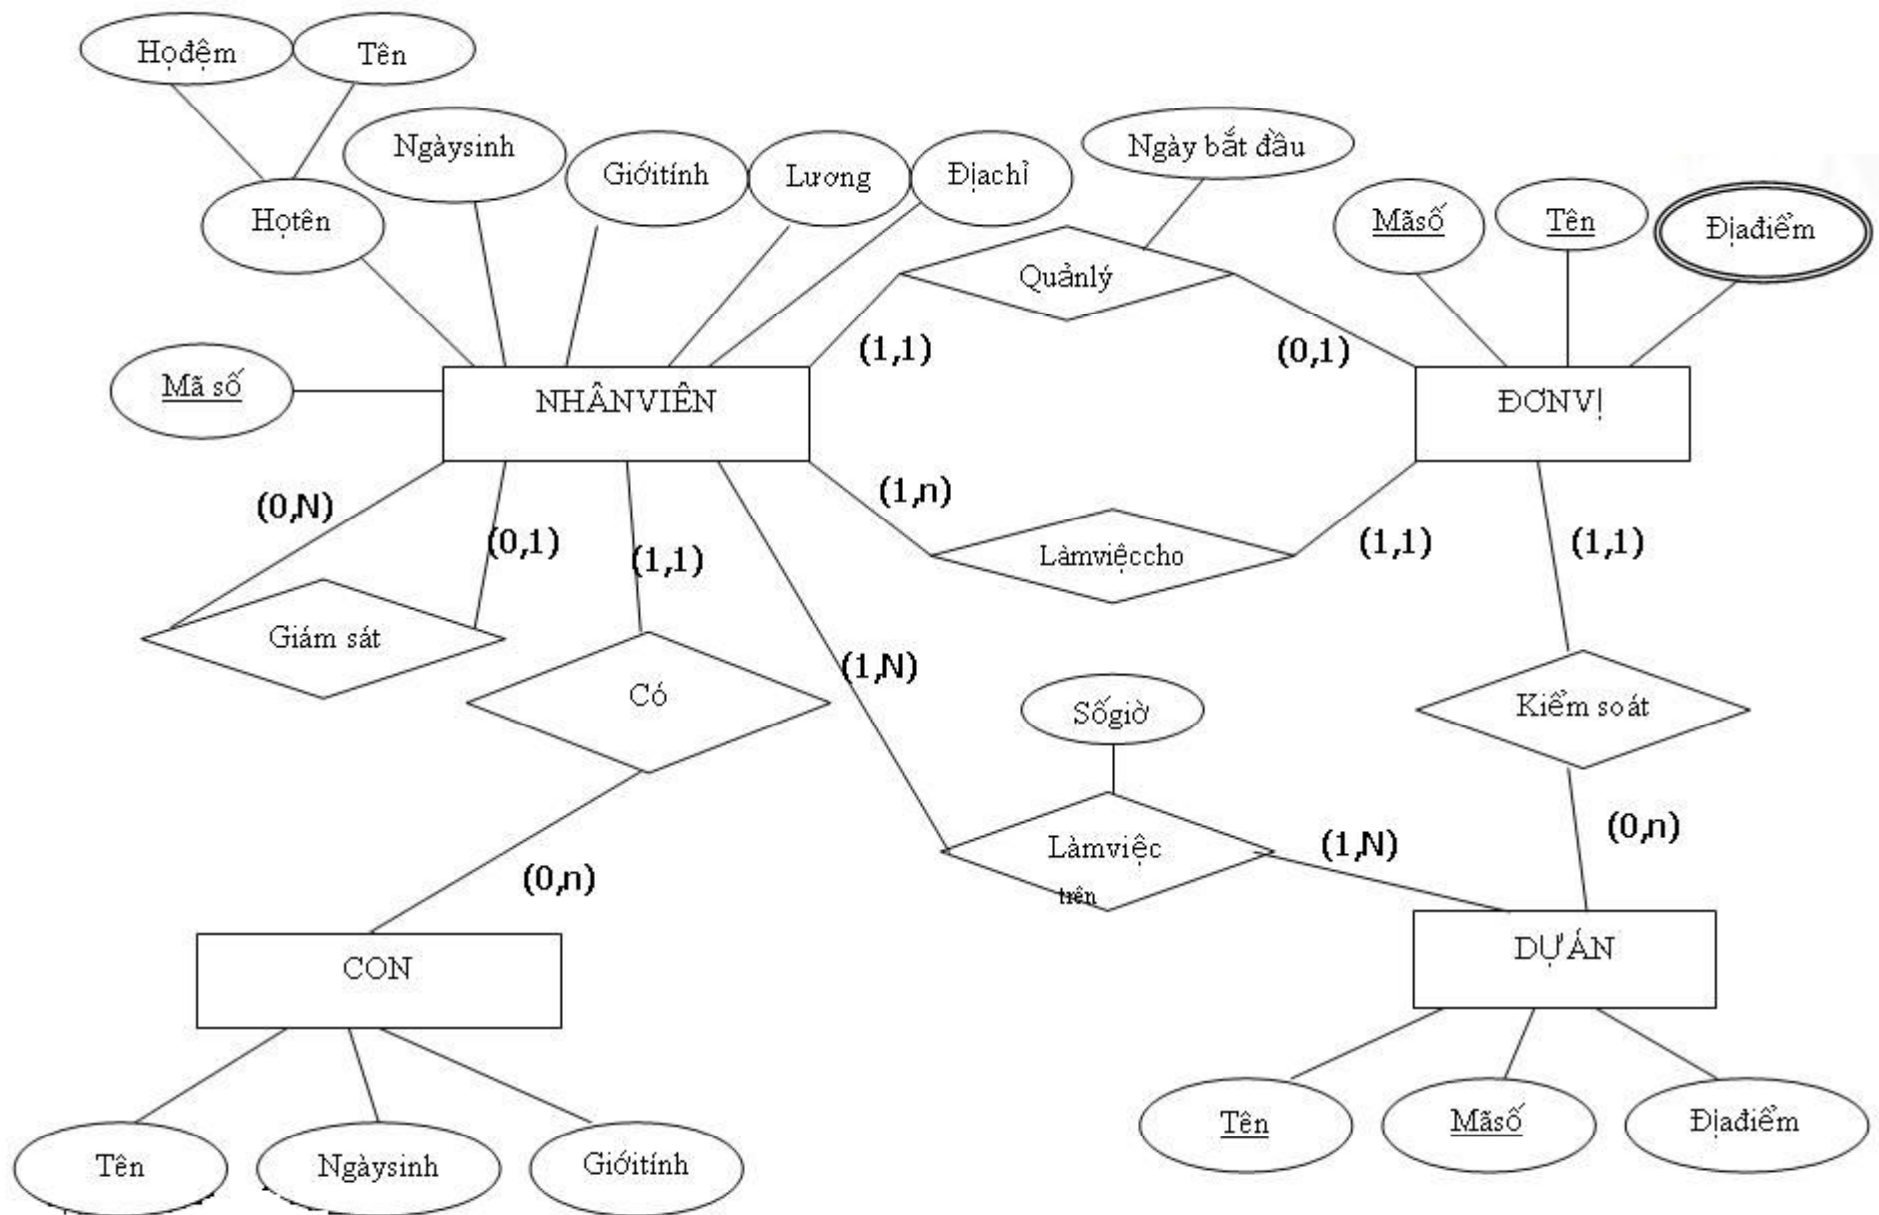 Họđệm
Tên
Ngàysinh
Giớitính
Lương
Địachỉ
Ngày bắt đầu
Họtên
Mãsố
Tên
Địađiểm
Quảnlý
(1,1)
(0,1)
Mã số
NHÂNVIÊN
ĐƠNVỊ
(0,N)
(0,1)
(1,1)
(1,n)
(1,1)
(1,1)
Làmviệccho
Giám sát
Có
(1,N)
Sốgiờ
Kiểm soát
Làmviệc
trên
(1,N)
(0,n)
(0,n)
CON
DỰÁN
Tên
Ngàysinh
Giớitính
Tên
Mãsố
Địađiểm